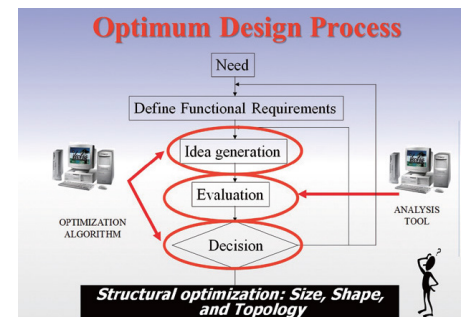 Optimum Design Process
Need
Define Functional Requirements
Idea generation
Evaluation
OPTIMIZATION
ALGORITHM
ANALYSIS
TOOL
Decision
Structural optimization: Size, Shape,
and Topology